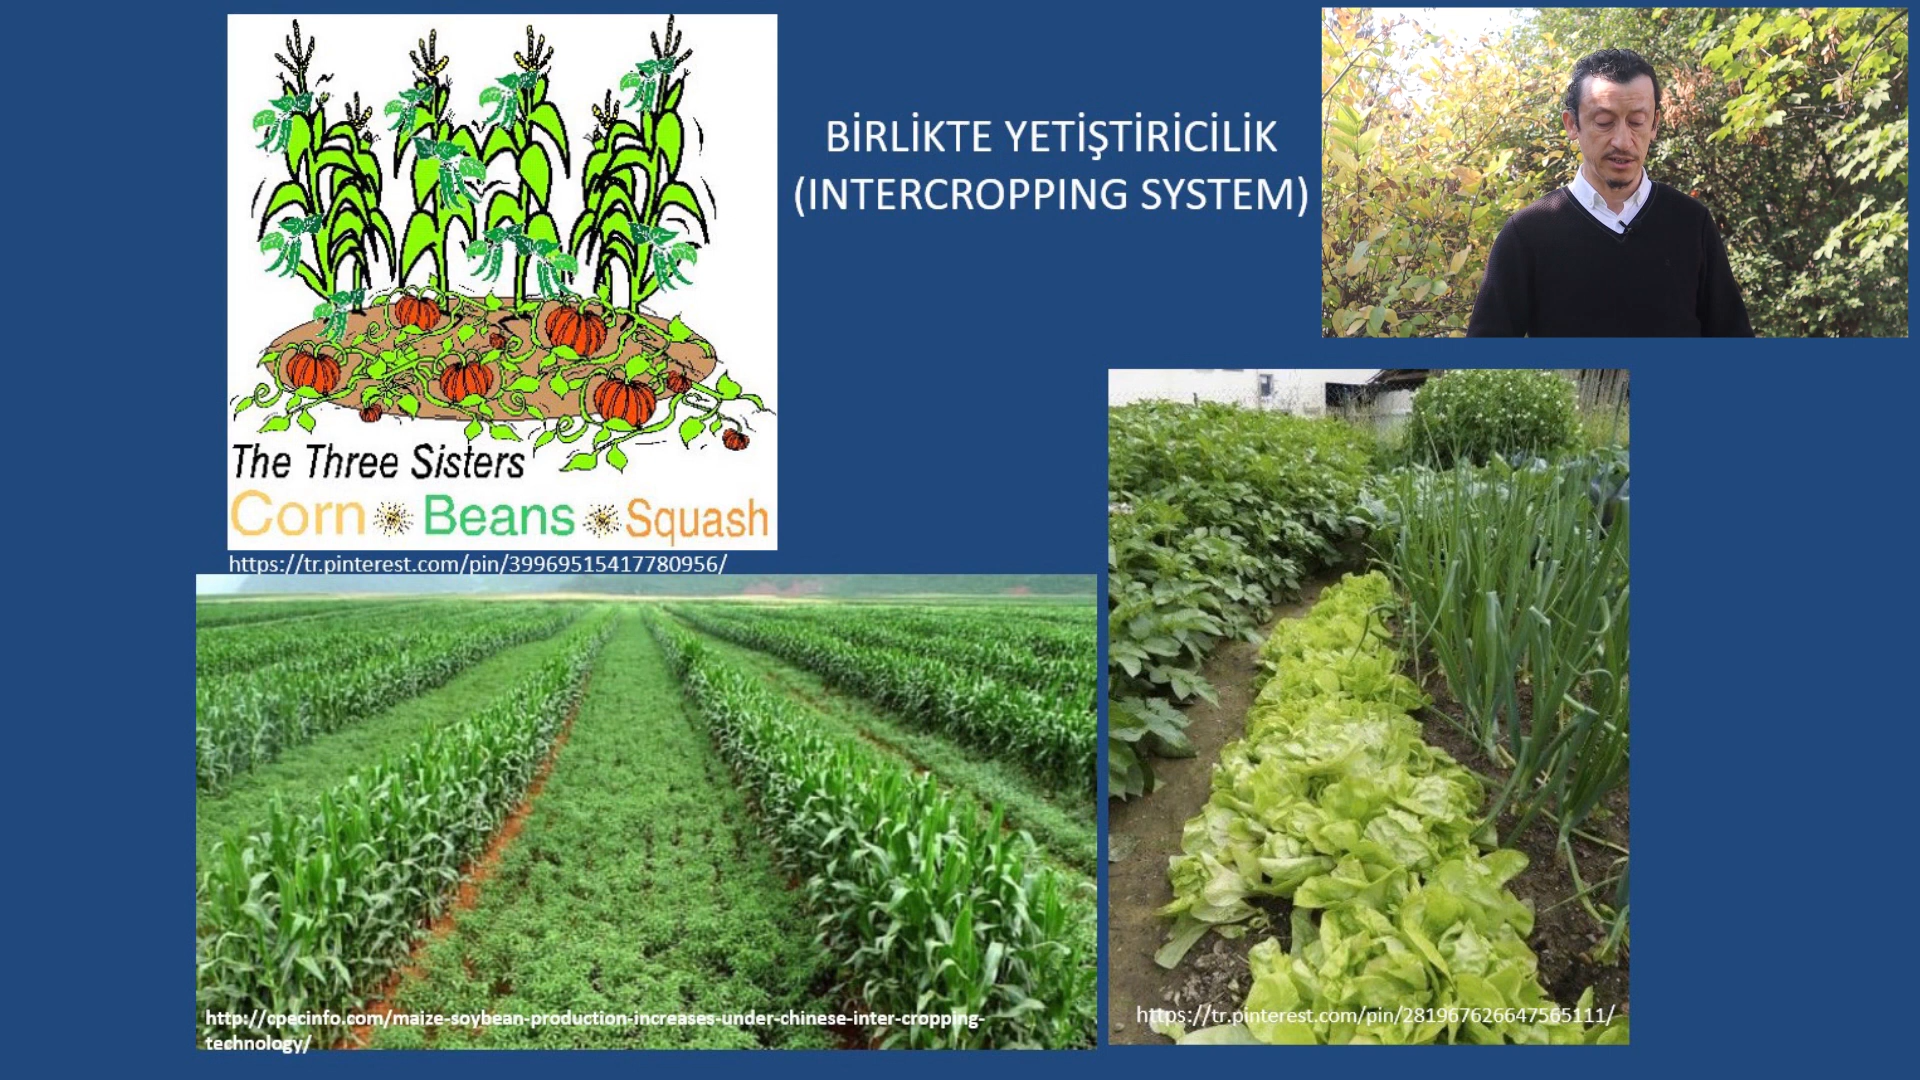 BİRLİKTE YETİŞTİRİCİLİK
(INTERCROPPING SYSTEM)
The Three Sisters
Corn Beans Squash
https://tr.pinterest.com/pin/39969515417780956/
http://cpecinfo.com/maize-soybean-production-increases-under-chinese-inter-cropping-
technology/
https://tr.pinterest.com/pin/281967626647565111/